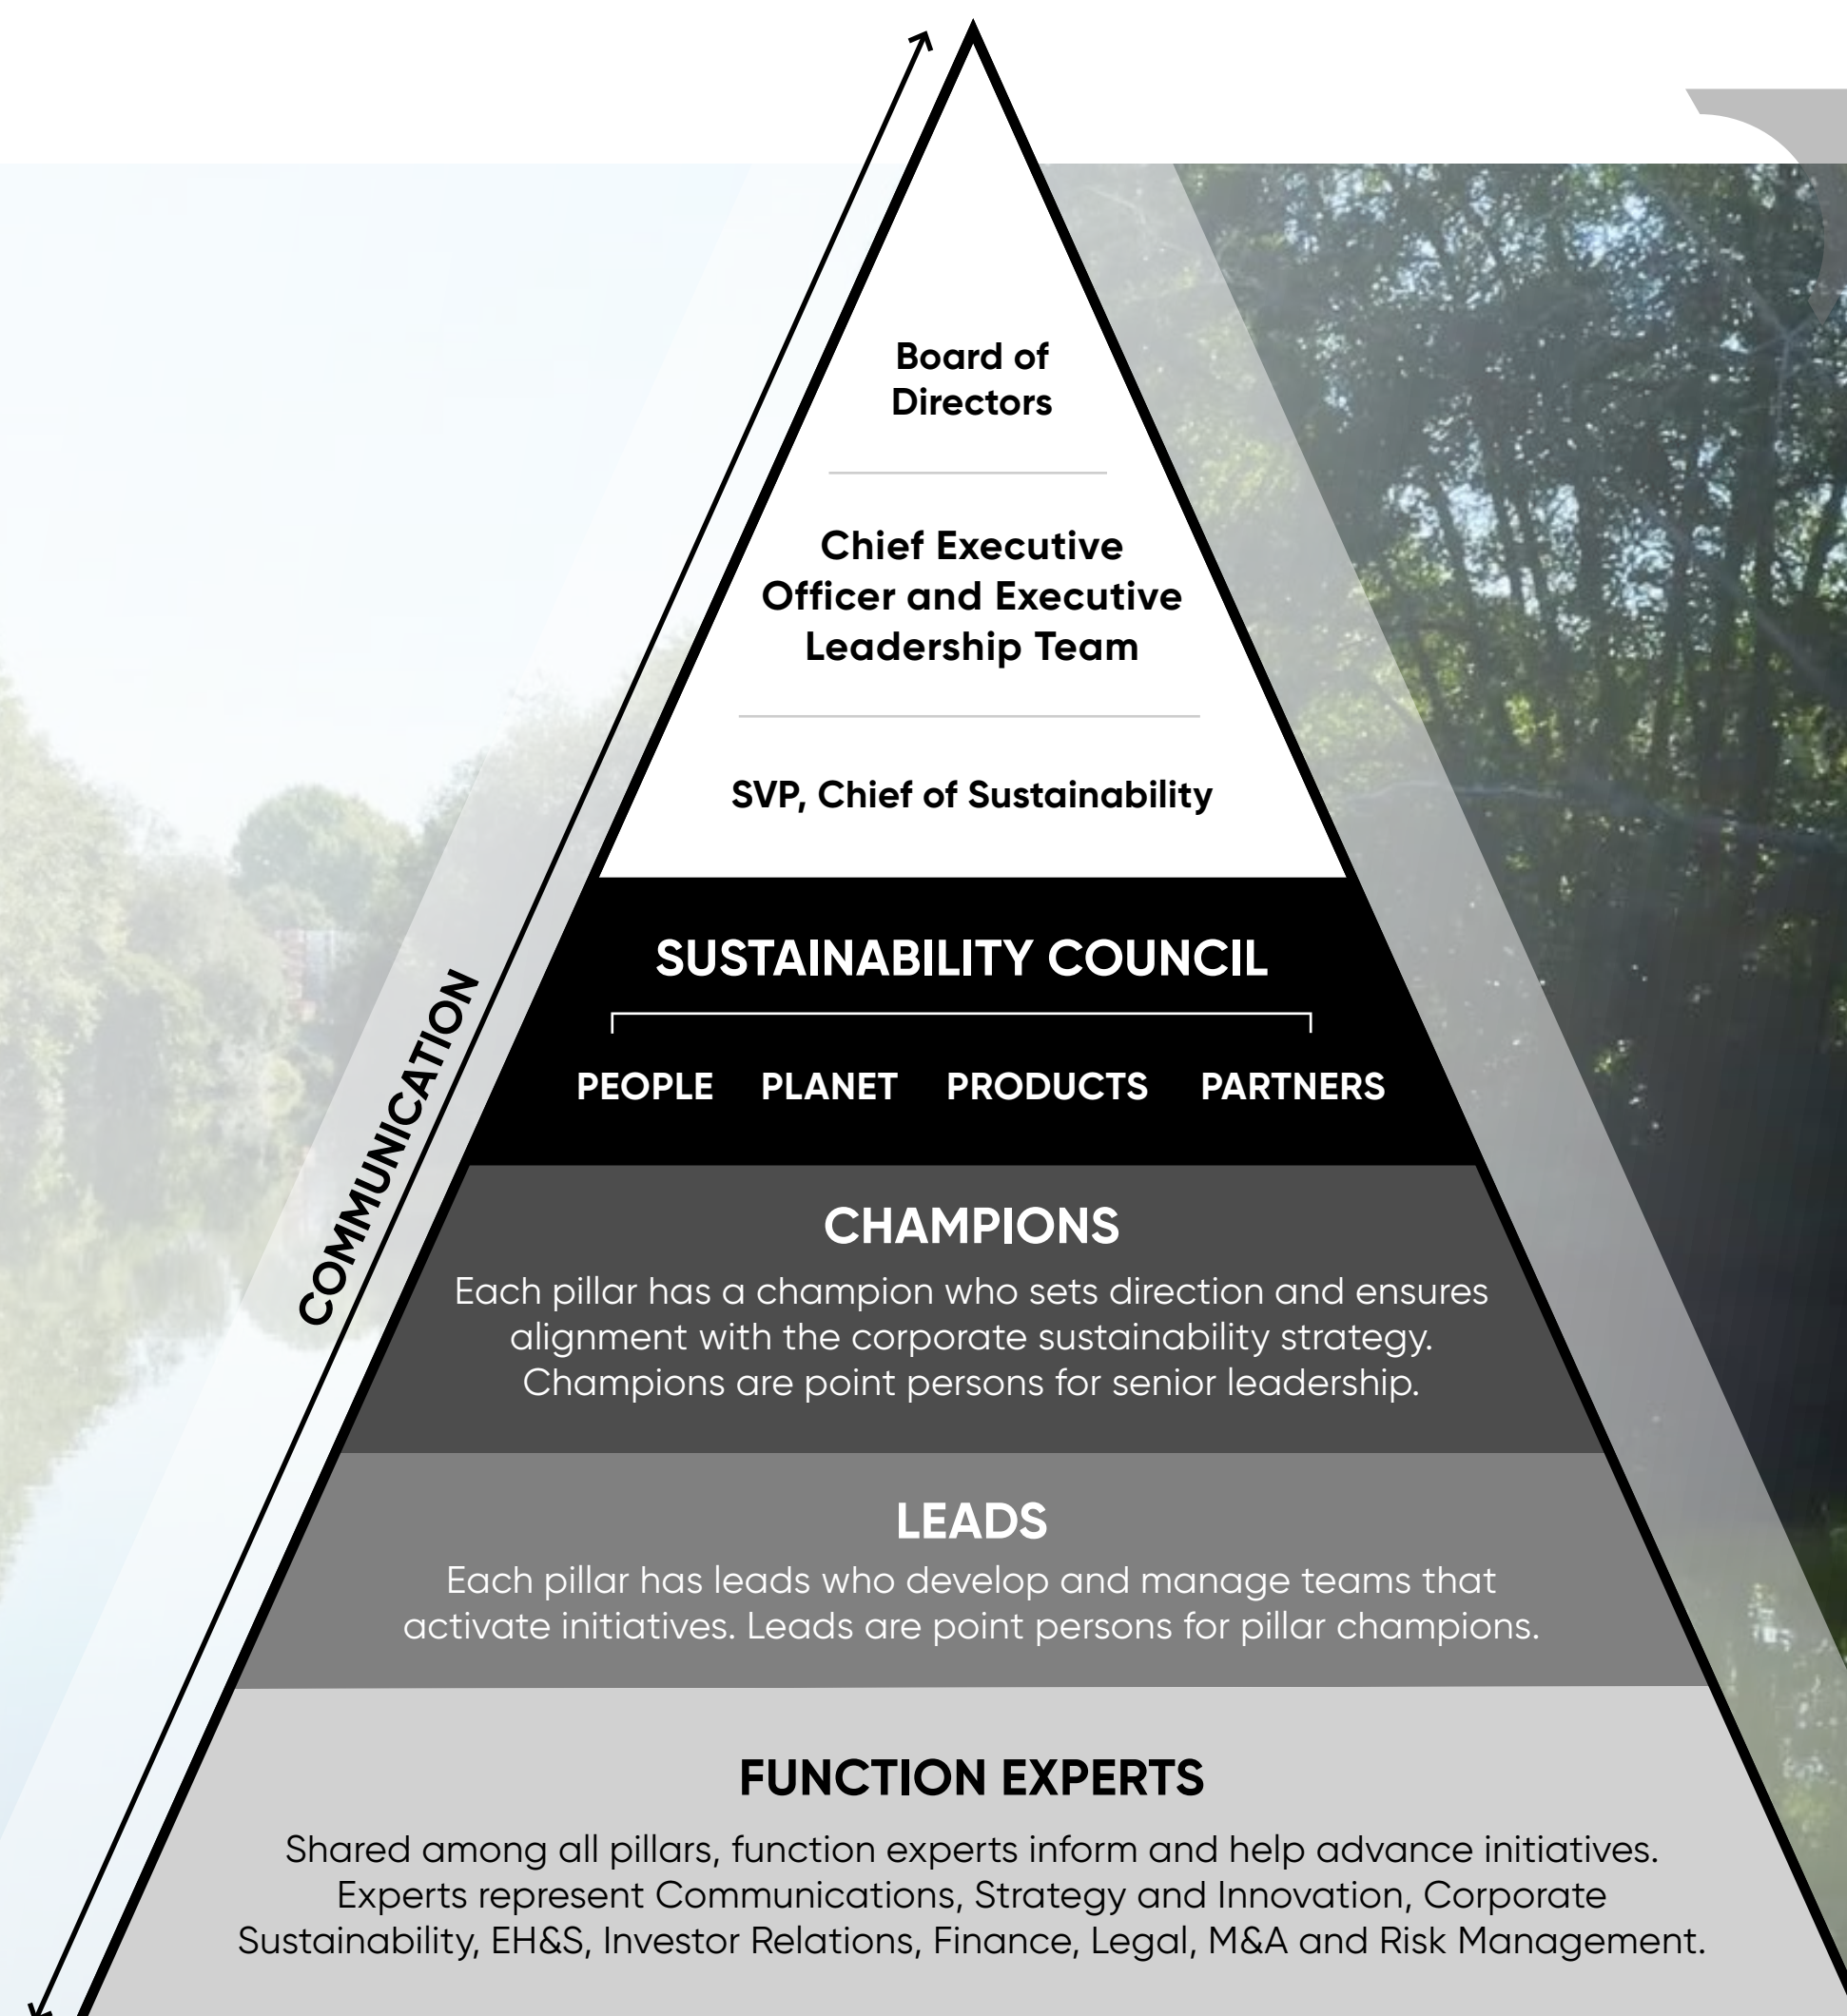 Board of
Directors
Chief Executive
Officer and Executive
Leadership Team
SVP, Chief of Sustainability
SUSTAINABILITY COUNCIL
PEOPLE PLANET PRODUCTS PARTNERS
COMMUNICATION
CHAMPIONS
Each pillar has a champion who sets direction and ensures
alignment with the corporate sustainability strategy.
Champions are point persons for senior leadership.
LEADS
Each pillar has leads who develop and manage teams that
activate initiatives. Leads are point persons for pillar champions.
FUNCTION EXPERTS
Shared among all pillars, function experts inform and help advance initiatives.
Experts represent Communications, Strategy and Innovation, Corporate
Sustainability, EH&S, Investor Relations, Finance, Legal, M&A and Risk Management.